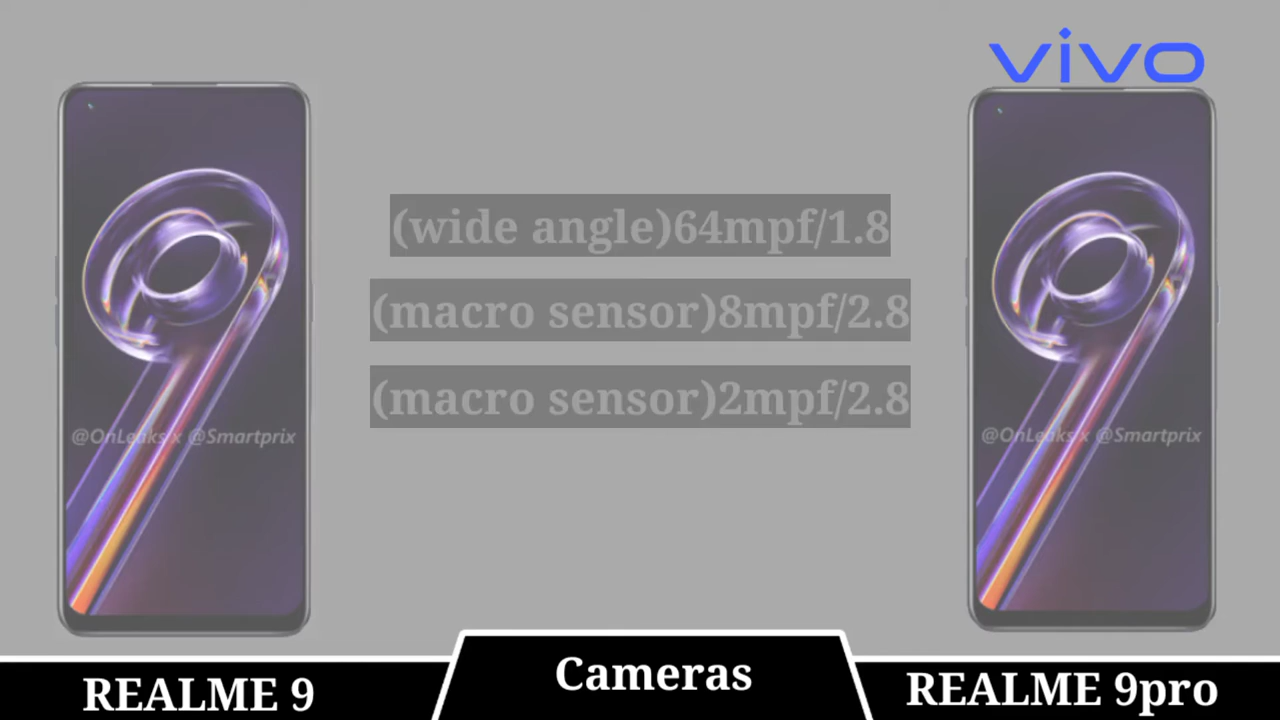 vivo
(wide angle)64mpf/1.8
(macro sensor)8mpf/2.8
(macro sensor)2mpf/2.8
@OnLeaks x @Smartprix
@OnLeaks x @Smartprix
REALME 9
Cameras
REALME 9pro